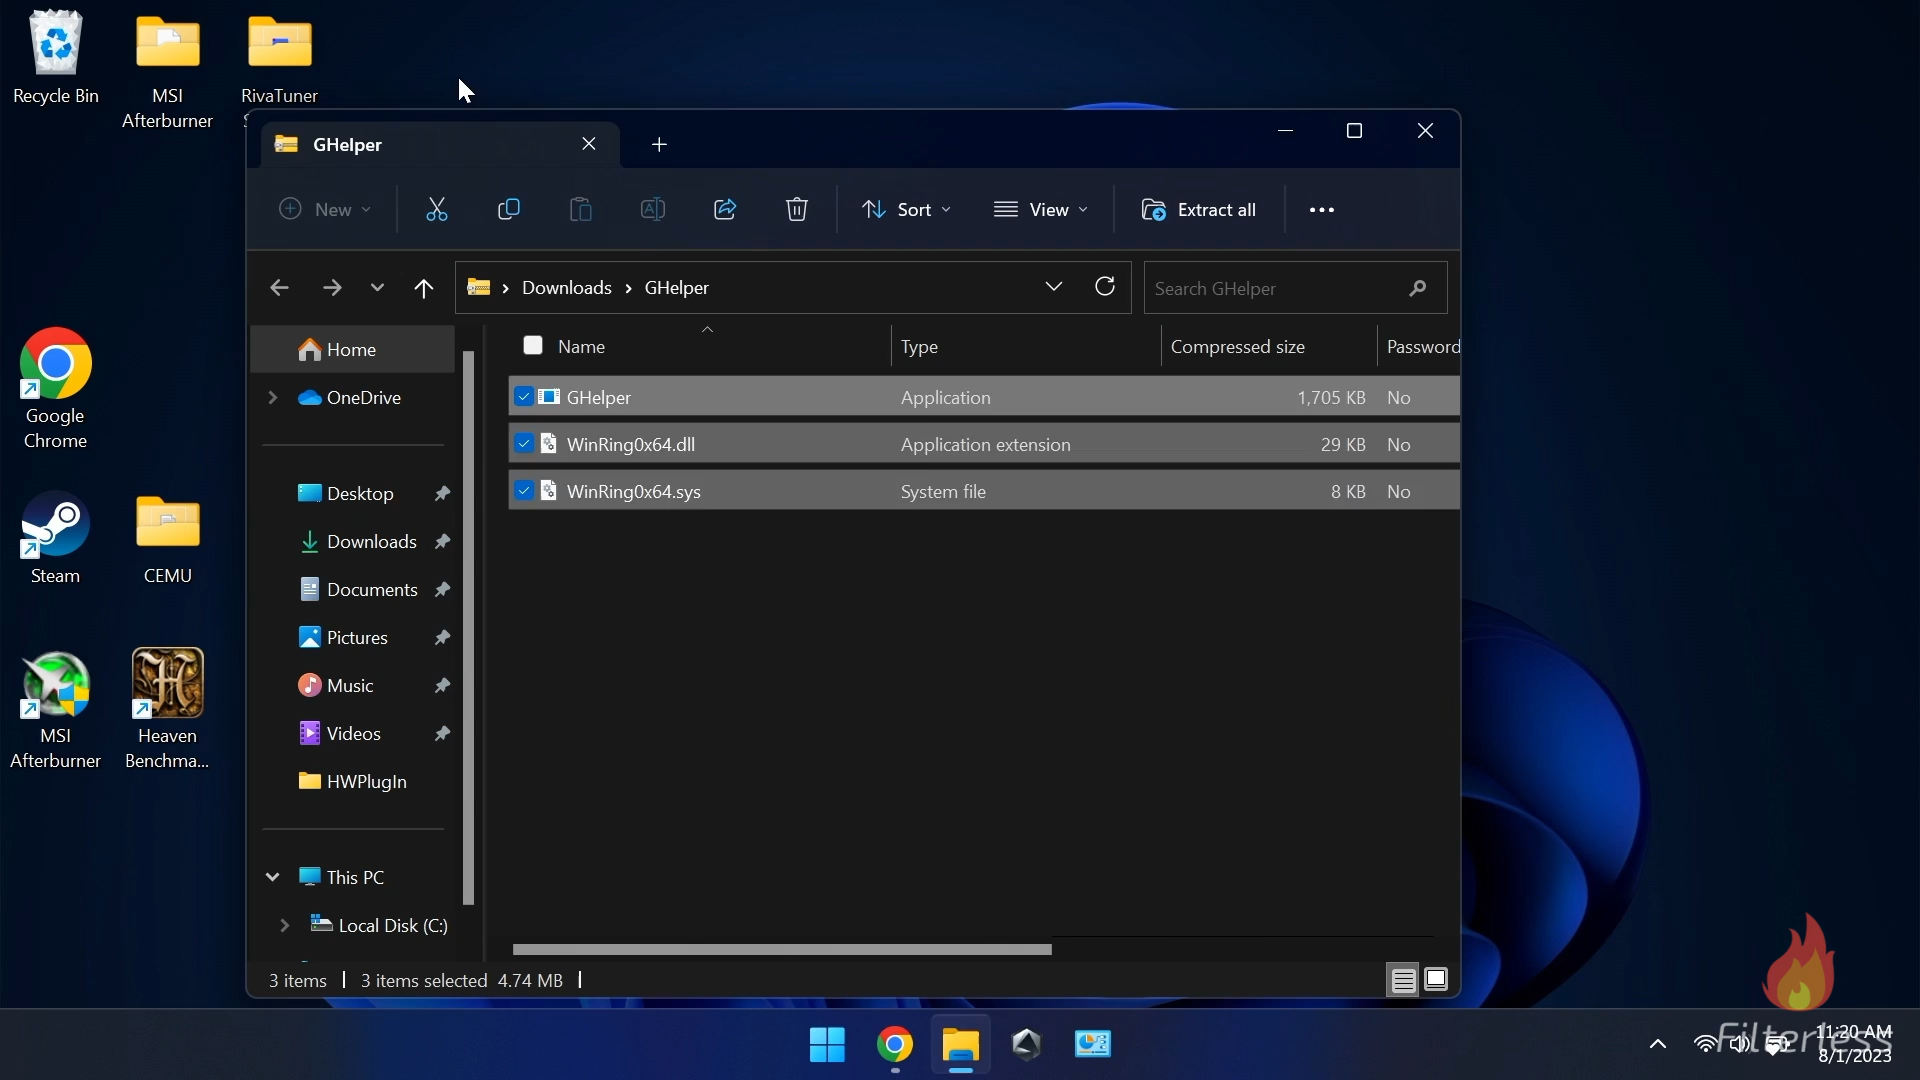 Recycle Bin
MSI
Afterburner
RivaTuner
GHelper
New
Sort
View
Extract all
Downloads
GHelper
Search GHelper
Home
OneDrive
Desktop
Downloads
Documents
Pictures
Music
Videos
HWPlugIn
This PC
Local Disk (C:)
Name Type Compressed size Password
GHelper Application 1,705 KB No
WinRing0x64.dll Application extension 29 KB No
WinRing0x64.sys System file 8 KB No
3 items
3 items selected 4.74 MB
Google
Chrome
Steam
CEMU
MSI
Afterburner
Heaven
Benchma...
Filterless
11:20 AM
8/1/2023